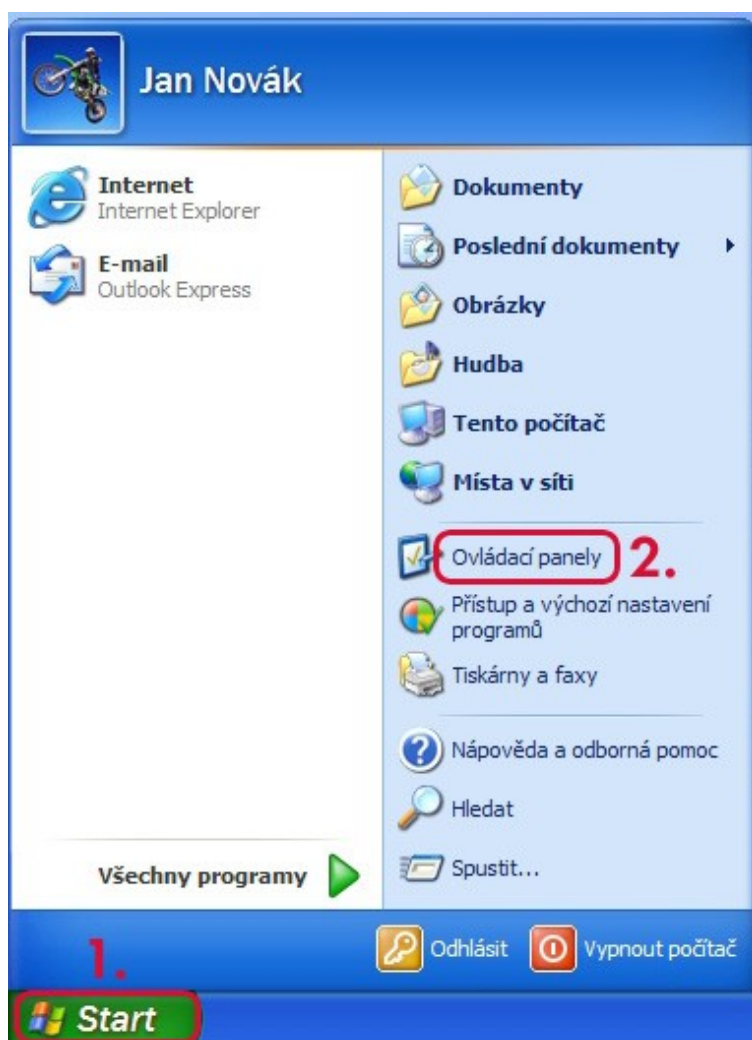 Jan Novák
Internet
Internet Explorer
E-mail
Outlook Express
Všechny programy
Dokumenty
Poslední dokumenty
Obrázky
Hudba
Tento počítač
Místa v síti
Ovládací panely 2.
Přístup a výchozí nastavení
programů
Tiskárny a faxy
Nápověda a odborná pomoc
Hledat
Spustit...
Odhlásit Vypnout počítač
1.
Start